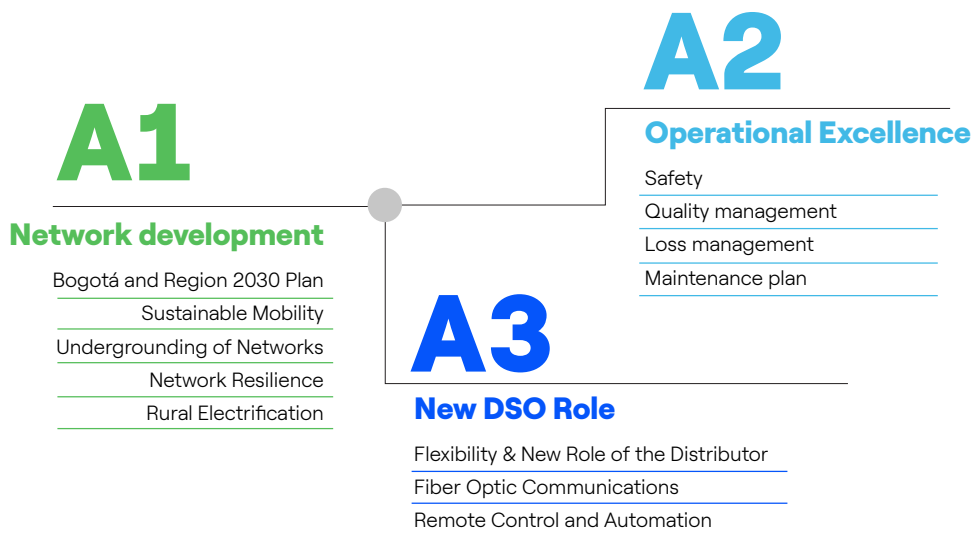 A1
Network development
Bogotá and Region 2030 Plan
Sustainable Mobility
Undergrounding of Networks
Network Resilience
Rural Electrification
A2
Operational Excellence
Safety
Quality management
Loss management
Maintenance plan
A3
New DSO Role
Flexibility & New Role of the Distributor
Fiber Optic Communications
Remote Control and Automation